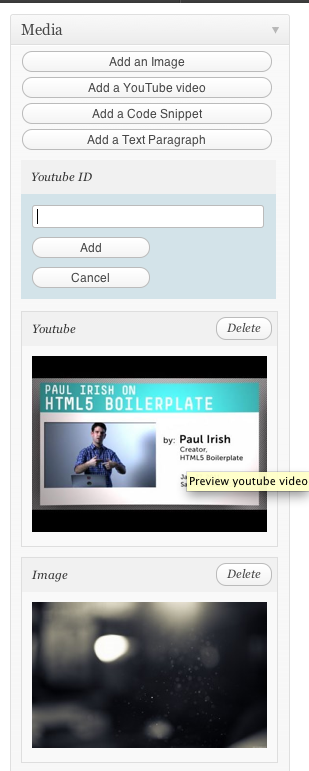 Media
Add an Image
Add a YouTube video
Add a Code Snippet
Add a Text Paragraph
Youtube ID
Add
Cancel
Youtube
Delete
PAUL IRISH ON
HTML5 BOILERPLATE
by: Paul Irish
Creator,
HTML5 Boilerplate
Preview youtube video
Image
Delete